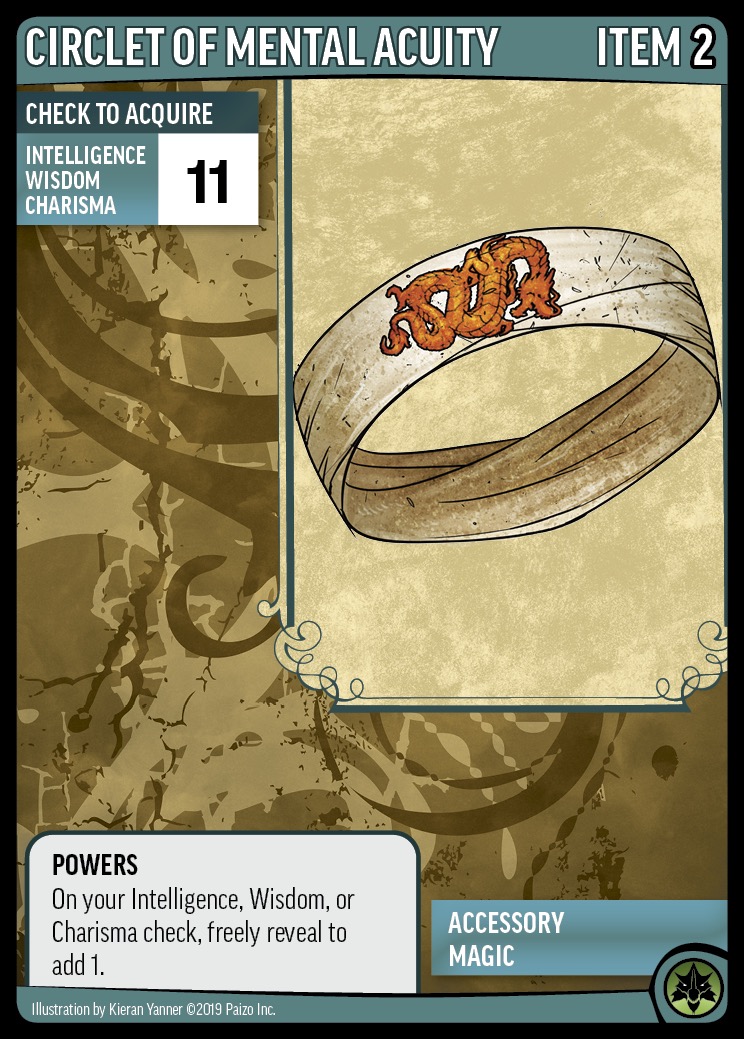 CIRCLET OF MENTAL ACUITY ITEM 2
CHECK TO ACQUIRE
INTELLIGENCE
WISDOM
CHARISMA
11
POWERS
On your Intelligence, Wisdom, or
Charisma check, freely reveal to
add 1.
ACCESSORY
MAGIC
Illustration by Kieran Yanner ©2019 Paizo Inc.